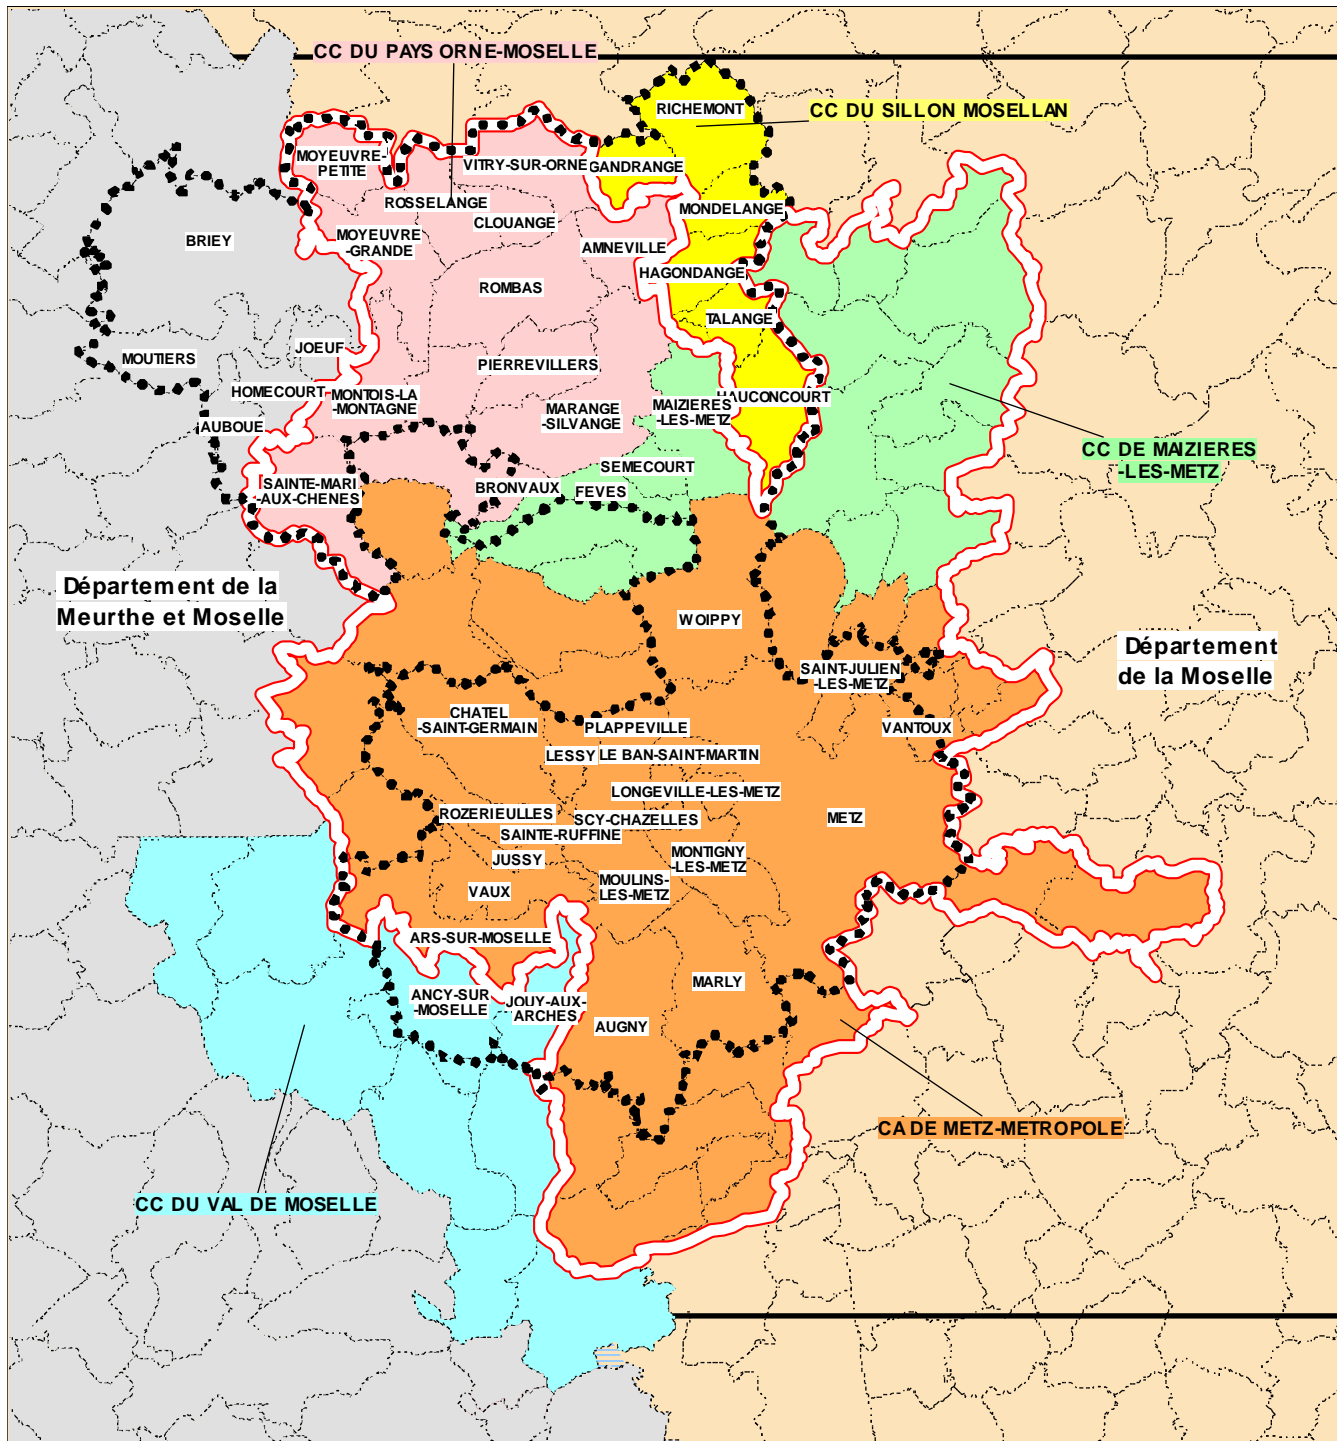 CC DU PAYS ORNE-MOSELLE
RICHEMONT
CC DU SILLON MOSELLAN
MOYEUVRE-
PETITE
VITRY-SUR-ORNE
GANDRANGE
ROSSELANGE
MONDELANGE
CLOUANGE
MOYEUVRE
-GRANDE
BRIEY
AMNEVILLE
HAGONDANGE
ROMBAS
TALANGE
JOEUF
MOUTIERS
PIERREVILLERS
HOMECOURT
MONTOIS-LA
-MONTAGNE
HAUCONCOURT
MARANGE
-SILVANGE
MAIZIERES
-LES-METZ
AUBOUE
CC DE MAIZIERES
-LES-METZ
SEMECOURT
SAINTE-MARI
-AUX-CHENES
BRONVAUX
FEVES
Département de la
Meurthe et Moselle
WOIPPY
Département
de la Moselle
SAINT-JULIEN
-LES-METZ
CHATEL
-SAINT-GERMAIN
PLAPPEVILLE
VANTOUX
LESSY
LE BAN-SAINT-MARTIN
LONGEVILLE-LES-METZ
ROZERIEULLES
SCY-CHAZELLES
METZ
SAINTE-RUFFINE
JUSSY
MONTIGNY
-LES-METZ
VAUX
MOULINS-
LES-METZ
ARS-SUR-MOSELLE
MARLY
ANCY-SUR
-MOSELLE
JOUY-AUX-
ARCHES
AUGNY
CA DE METZ-METROPOLE
CC DU VAL DE MOSELLE